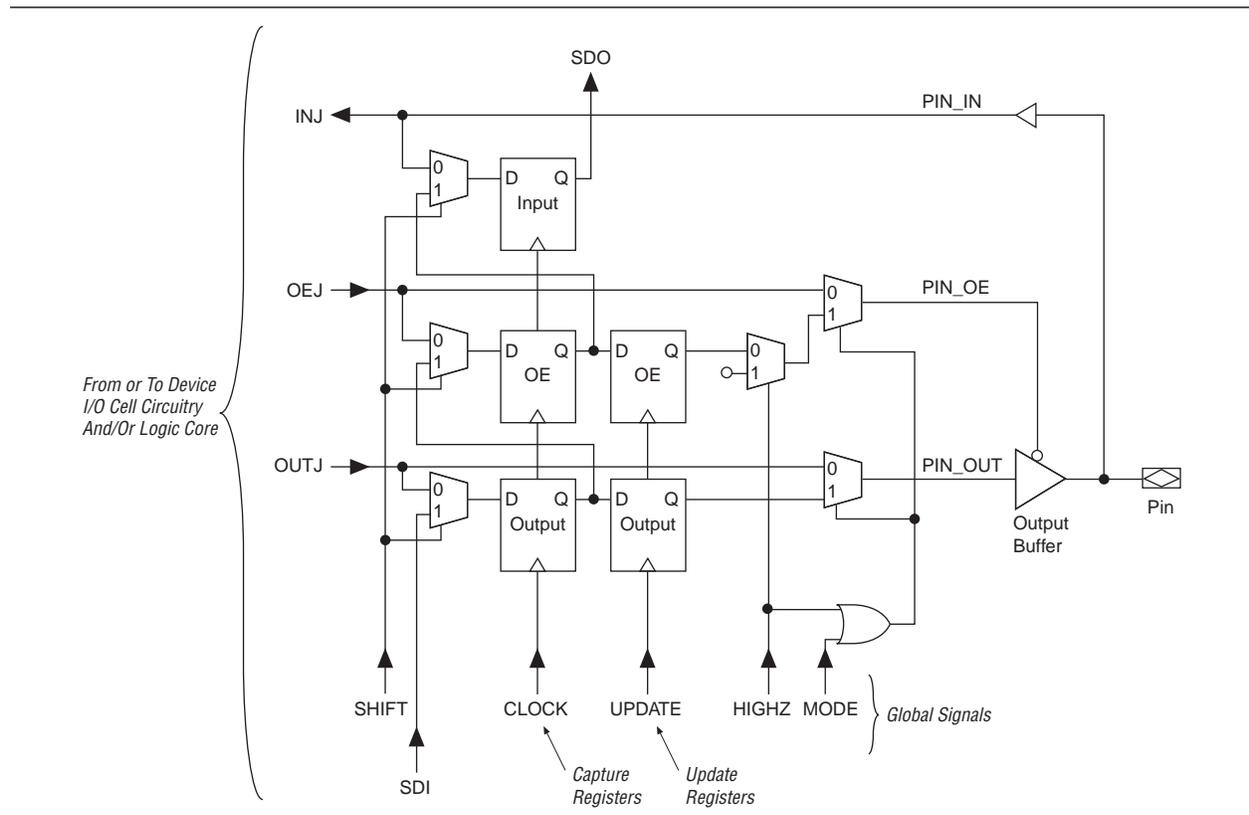 SDO
INJ
PIN_IN
0
1
D Q
Input
OEJ
0
1
PIN_OE
0
1
D Q
OE
D Q
OE
0
1
From or To Device
I/O Cell Circuitry
And/Or Logic Core
OUTJ
0
1
PIN_OUT
0
1
D Q
Output
D Q
Output
Output
Buffer
Pin
SHIFT
CLOCK
UPDATE
HIGHZ
MODE
Global Signals
SDI
Capture
Registers
Update
Registers